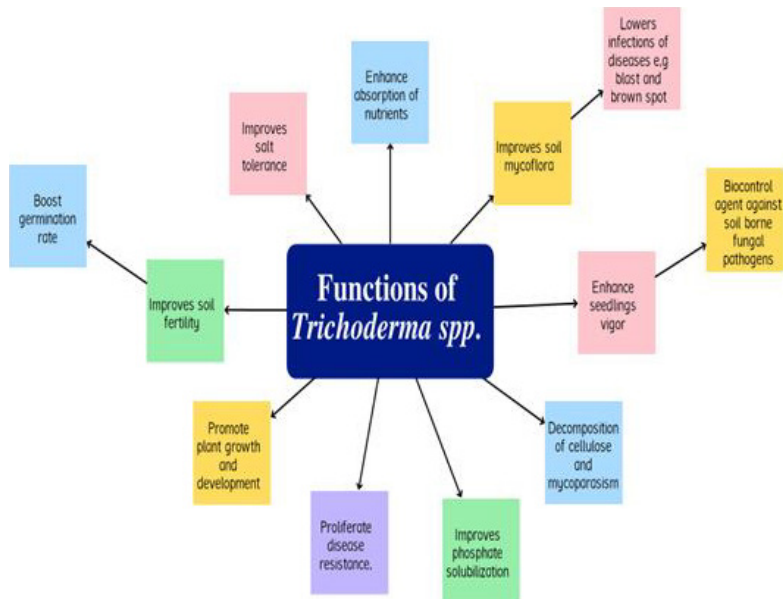 Lowers
infections of
diseases e,g
blast and
brown spot
Enhance
absorption of
nutrients
Improves
salt
tolerance
Improves soil
mycoflora
Biocontrol
agent against
soil borne
fungal
pathogens
Boost
germination
rate
Improves soil
fertility
Functions of
Trichoderma spp.
Enhance
seedlings
vigor
Promote
plant growth
and
development
Decomposition
of cellulose
and
mycoparasism
Proliferate
disease
resistance,
Improves
phosphate
solubilization